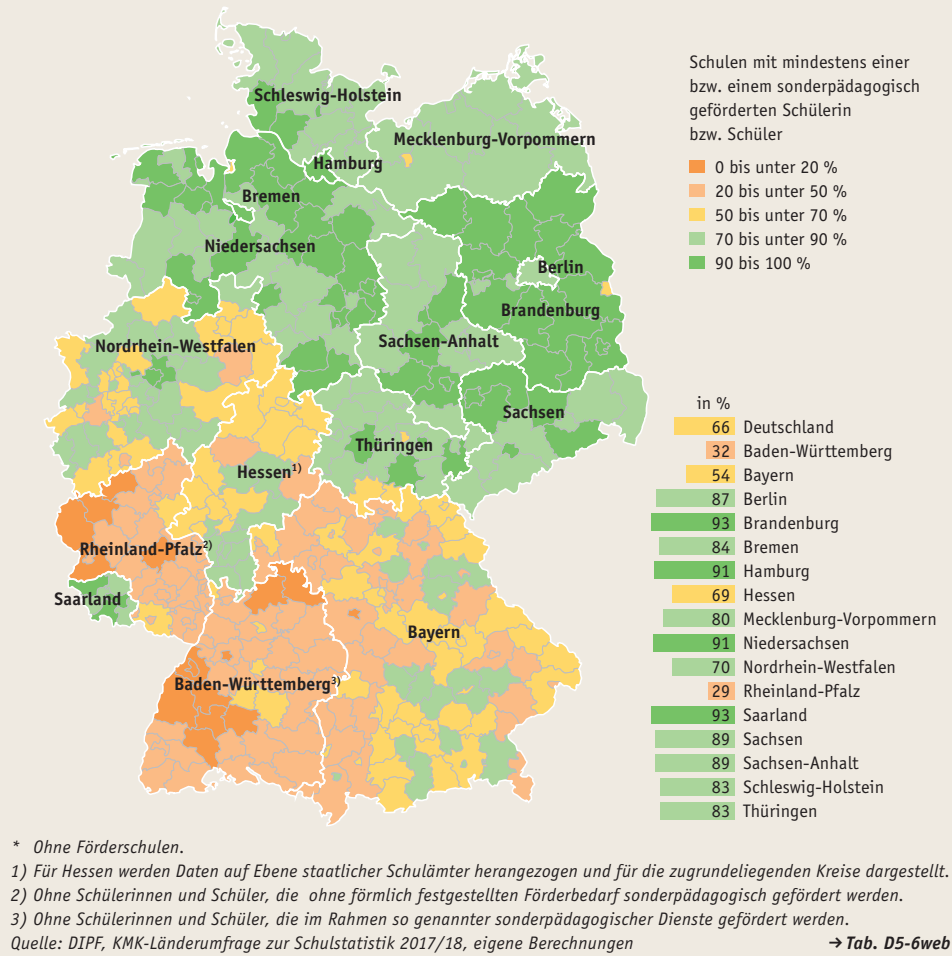 Schulen mit mindestens einer
bzw. einem sonderpädagogisch
geförderten Schülerin
bzw. Schüler
0 bis unter 20 %
20 bis unter 50 %
50 bis unter 70 %
70 bis unter 90 %
90 bis 100 %
Schleswig-Holstein
Mecklenburg-Vorpommern
Hamburg
Bremen
Niedersachsen
Berlin
Brandenburg
Nordrhein-Westfalen
Sachsen-Anhalt
Sachsen
Thüringen
Hessen1)
Rheinland-Pfalz2)
Saarland
Bayern
Baden-Württemberg3)
in %
66 Deutschland
32 Baden-Württemberg
54 Bayern
87 Berlin
93 Brandenburg
84 Bremen
91 Hamburg
69 Hessen
80 Mecklenburg-Vorpommern
91 Niedersachsen
70 Nordrhein-Westfalen
29 Rheinland-Pfalz
93 Saarland
89 Sachsen
89 Sachsen-Anhalt
83 Schleswig-Holstein
83 Thüringen
* Ohne Förderschulen.
1) Für Hessen werden Daten auf Ebene staatlicher Schulämter herangezogen und für die zugrundeliegenden Kreise dargestellt.
2) Ohne Schülerinnen und Schüler, die ohne förmlich festgestellten Förderbedarf sonderpädagogisch gefördert werden.
3) Ohne Schülerinnen und Schüler, die im Rahmen so genannter sonderpädagogischer Dienste gefördert werden.
Quelle: DIPF, KMK-Länderumfrage zur Schulstatistik 2017/18, eigene Berechnungen → Tab. D5-6web